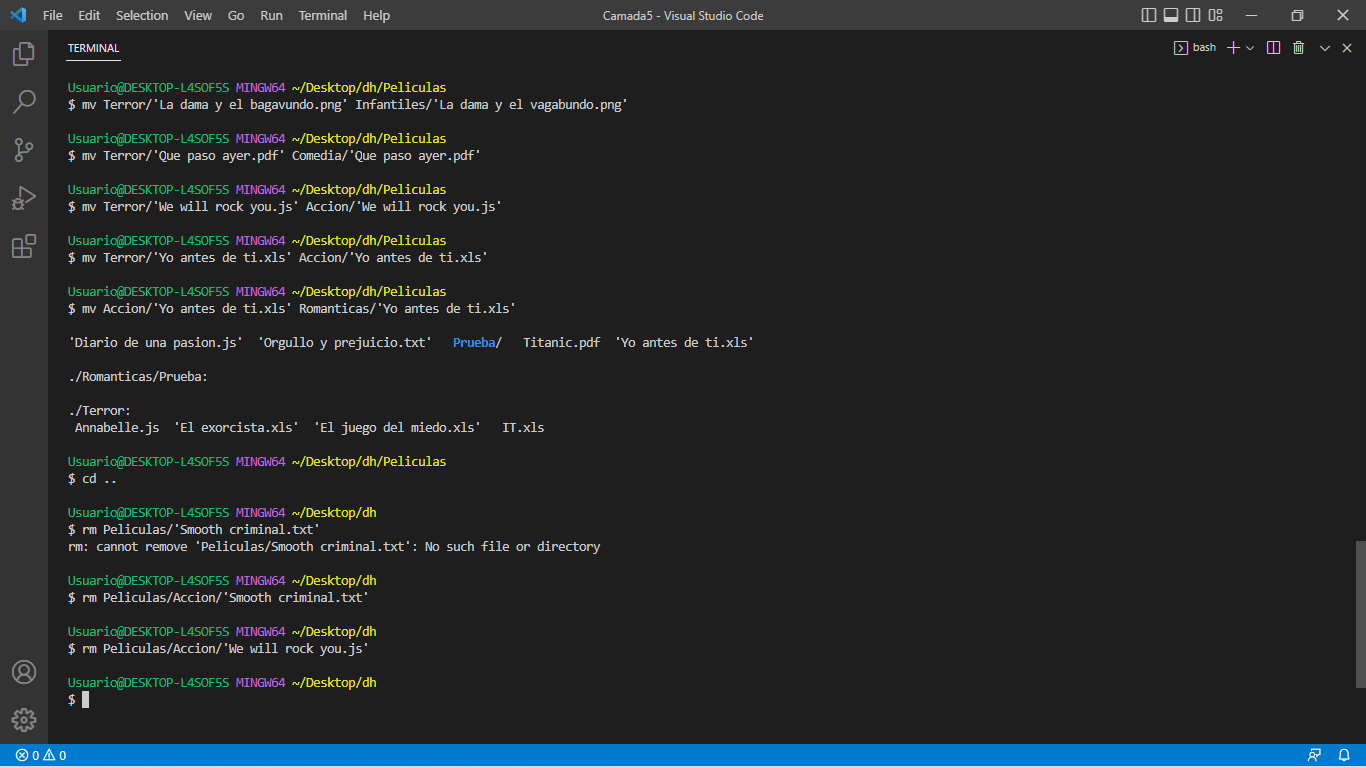 File Edit Selection View Go Run Terminal Help Camada5 - Visual Studio Code
TERMINAL bash
Usuario@DESKTOP-L4SOF5S MINGW64 ~/Desktop/dh/Peliculas
$ mv Terror/'La dama y el bagavundo.png' Infantiles/'La dama y el vagabundo.png'
Usuario@DESKTOP-L4SOF5S MINGW64 ~/Desktop/dh/Peliculas
$ mv Terror/'Que paso ayer.pdf' Comedia/'Que paso ayer.pdf'
Usuario@DESKTOP-L4SOF5S MINGW64 ~/Desktop/dh/Peliculas
$ mv Terror/'We will rock you.js' Accion/'We will rock you.js'
Usuario@DESKTOP-L4SOF5S MINGW64 ~/Desktop/dh/Peliculas
$ mv Terror/'Yo antes de ti.xls' Accion/'Yo antes de ti.xls'
Usuario@DESKTOP-L4SOF5S MINGW64 ~/Desktop/dh/Peliculas
$ mv Accion/'Yo antes de ti.xls' Romanticas/'Yo antes de ti.xls'
'Diario de una pasion.js' 'Orgullo y prejuicio.txt' Prueba/ Titanic.pdf 'Yo antes de ti.xls'
./Romanticas/Prueba:
./Terror:
Annabelle.js 'El exorcista.xls' 'El juego del miedo.xls' IT.xls
Usuario@DESKTOP-L4SOF5S MINGW64 ~/Desktop/dh/Peliculas
$ cd ..
Usuario@DESKTOP-L4SOF5S MINGW64 ~/Desktop/dh
$ rm Peliculas/'Smooth criminal.txt'
rm: cannot remove 'Peliculas/Smooth criminal.txt': No such file or directory
Usuario@DESKTOP-L4SOF5S MINGW64 ~/Desktop/dh
$ rm Peliculas/Accion/'Smooth criminal.txt'
Usuario@DESKTOP-L4SOF5S MINGW64 ~/Desktop/dh
$ rm Peliculas/Accion/'We will rock you.js'
Usuario@DESKTOP-L4SOF5S MINGW64 ~/Desktop/dh
$
0 0